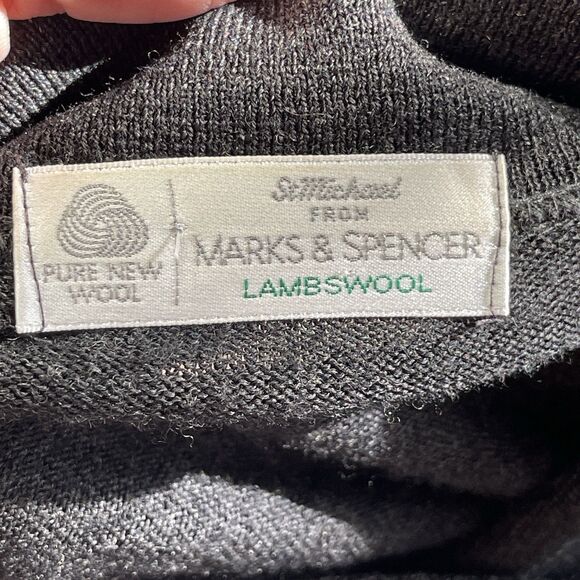 PURE NEW
WOOL
St Michael
FROM
MARKS & SPENCER
LAMBSWOOL